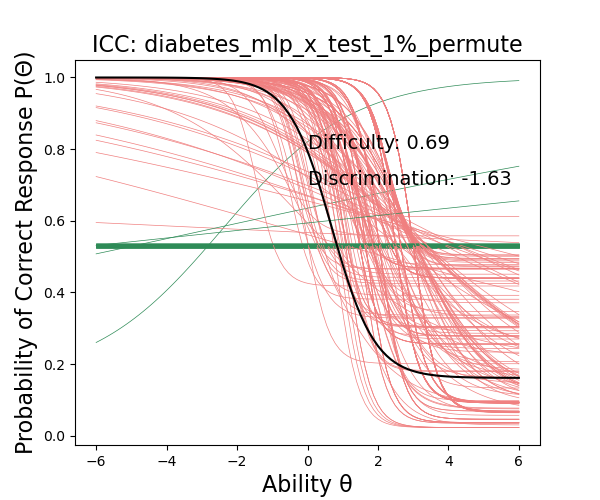 ICC: diabetes_mlp_x_test_1%_permute
Probability of Correct Response P(Θ)
1.0
0.8
0.6
0.4
0.2
0.0
Difficulty: 0.69
Discrimination: -1.63
−6
−4
−2
0
2
4
6
Ability θ